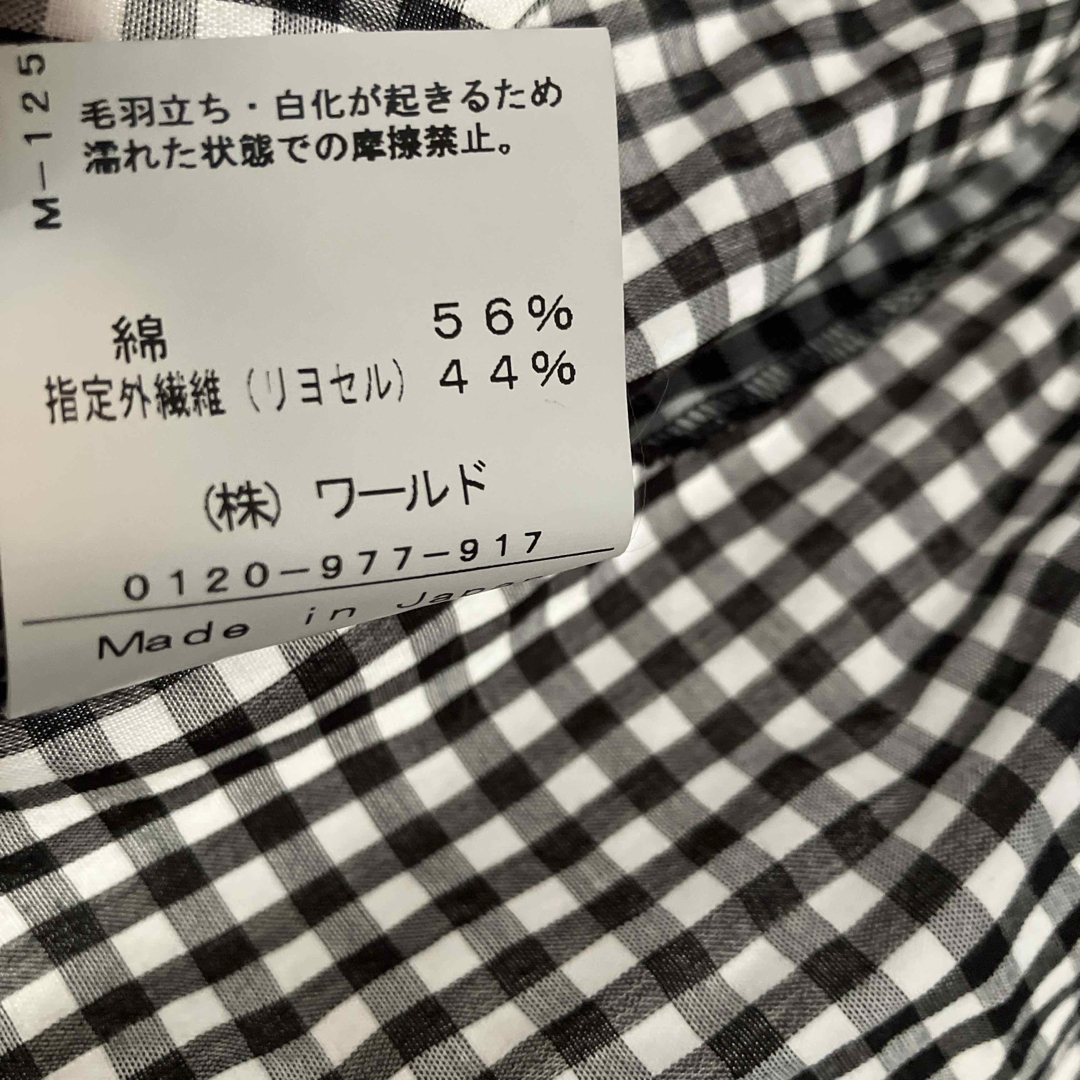 M-125
毛羽立ち・白化が起きるため
濡れた状態での摩擦禁止。
綿 56%
指定外繊維（リヨセル） 44%
（株）ワールド
0120-977-917
Made in Japan